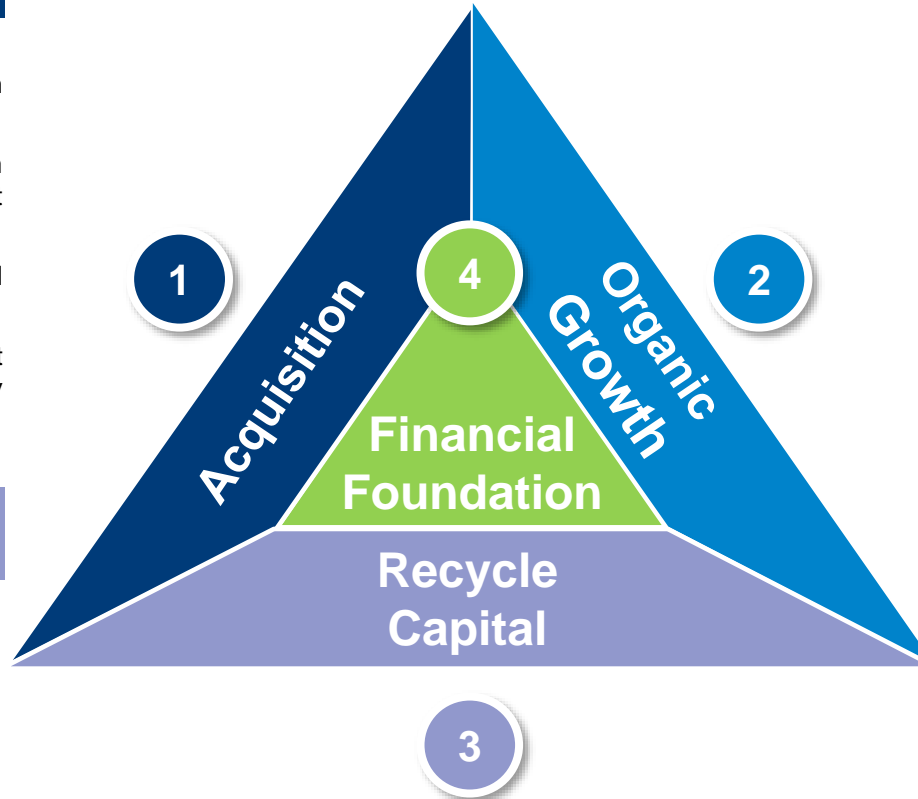 1
4
2
Acquisition
Organic
Growth
Financial
Foundation
Recycle
Capital
3